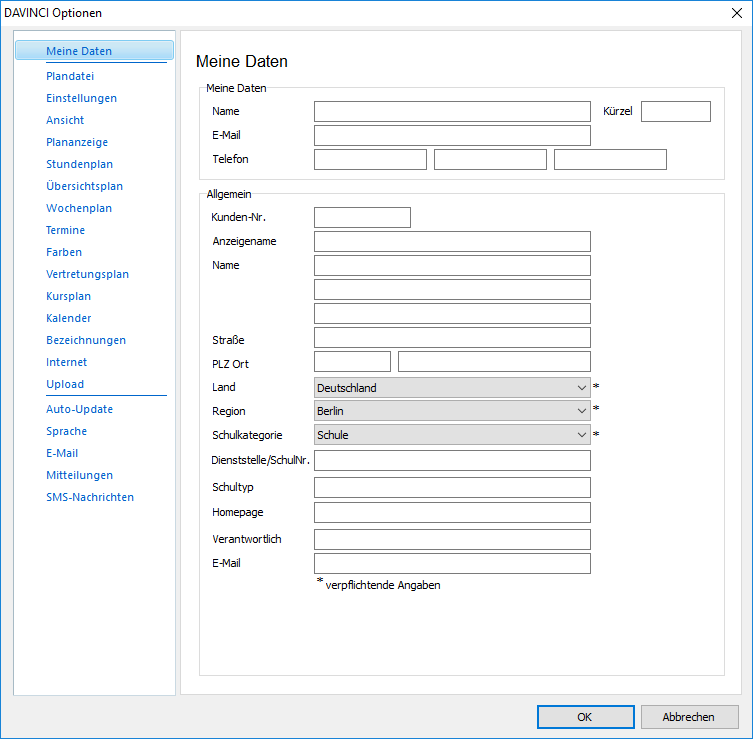 DAVINCI Optionen
Meine Daten
Plandatei
Einstellungen
Ansicht
Plananzeige
Stundenplan
Übersichtsplan
Wochenplan
Termine
Farben
Vertretungsplan
Kursplan
Kalender
Bezeichnungen
Internet
Upload
Auto-Update
Sprache
E-Mail
Mitteilungen
SMS-Nachrichten
Meine Daten
Meine Daten
Name Kürzel
E-Mail
Telefon
Allgemein
Kunden-Nr.
Anzeigename
Name
Straße
PLZ Ort
Land Deutschland *
Region Berlin *
Schulkategorie Schule *
Dienststelle/SchulNr.
Schultyp
Homepage
Verantwortlich
E-Mail
* verpflichtende Angaben
OK Abbrechen